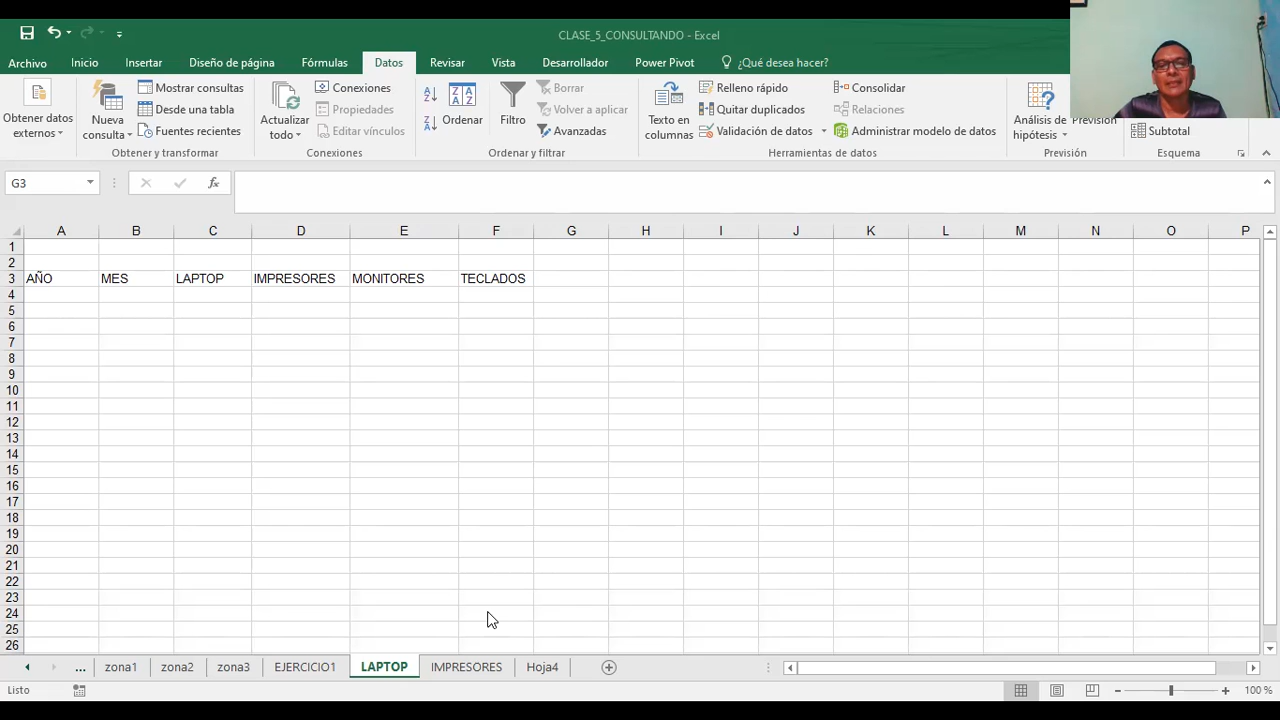 CLASE_5_CONSULTANDO - Excel
Archivo Inicio Insertar Diseño de página Fórmulas Datos Revisar Vista Desarrollador Power Pivot ¿Qué desea hacer?
Obtener datos externos
Nueva consulta
Mostrar consultas
Desde una tabla
Fuentes recientes
Obtener y transformar
Actualizar todo
Conexiones
Propiedades
Editar vínculos
Conexiones
Ordenar
Filtro
Borrar
Volver a aplicar
Avanzadas
Ordenar y filtrar
Texto en columnas
Relleno rápido
Quitar duplicados
Validación de datos
Consolidar
Relaciones
Administrar modelo de datos
Herramientas de datos
Análisis de hipótesis
Previsión
Previsión
Subtotal
Esquema
G3 fx
A B C D E F G H I J K L M N O P
1
2
3 AÑO MES LAPTOP IMPRESORES MONITORES TECLADOS
4
5
6
7
8
9
10
11
12
13
14
15
16
17
18
19
20
21
22
23
24
25
26
... zona1 zona2 zona3 EJERCICIO1 LAPTOP IMPRESORES Hoja4
Listo 100 %